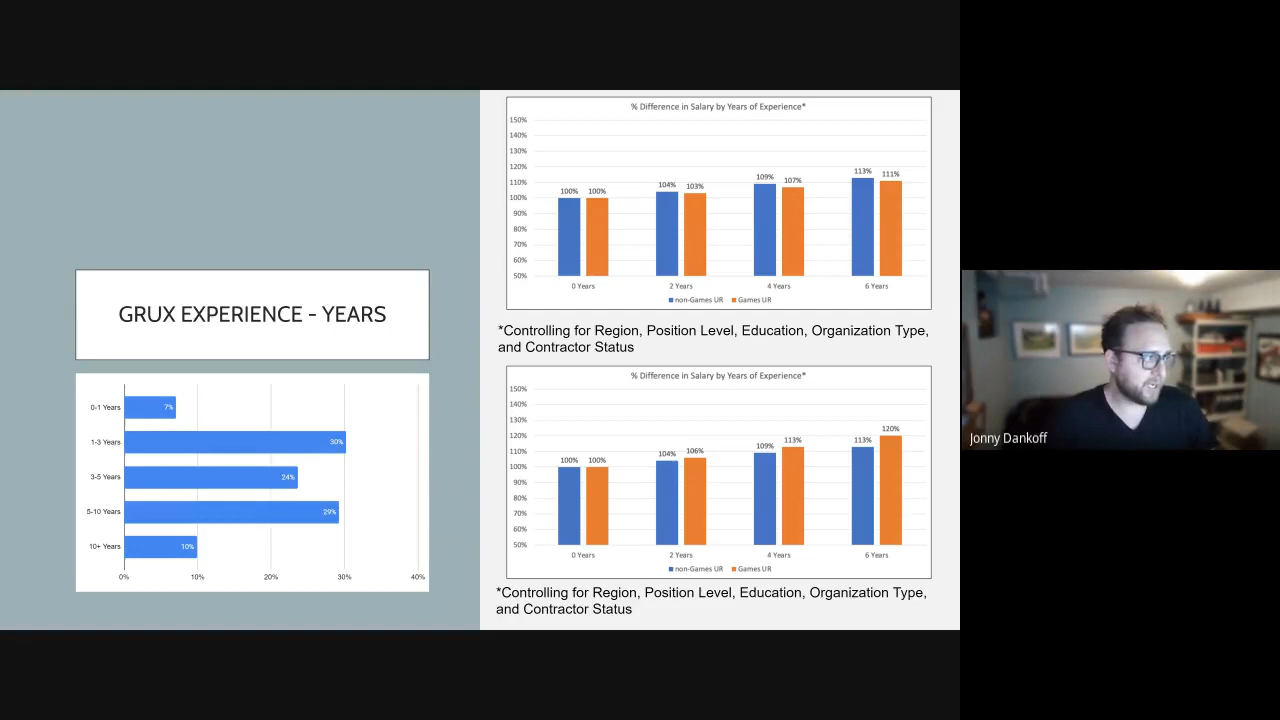 GRUX EXPERIENCE - YEARS
0-1 Years 7%
1-3 Years 30%
3-5 Years 24%
5-10 Years 29%
10+ Years 10%
0% 10% 20% 30% 40%
% Difference in Salary by Years of Experience*
150%
140%
130%
120%
110%
100%
90%
80%
70%
60%
50%
100% 100% 104% 103% 109% 107% 113% 111%
0 Years 2 Years 4 Years 6 Years
non-Games UR Games UR
*Controlling for Region, Position Level, Education, Organization Type,
and Contractor Status
% Difference in Salary by Years of Experience*
150%
140%
130%
120%
110%
100%
90%
80%
70%
60%
50%
100% 100% 104% 106% 109% 113% 113% 120%
0 Years 2 Years 4 Years 6 Years
non-Games UR Games UR
*Controlling for Region, Position Level, Education, Organization Type,
and Contractor Status
Jonny Dankoff